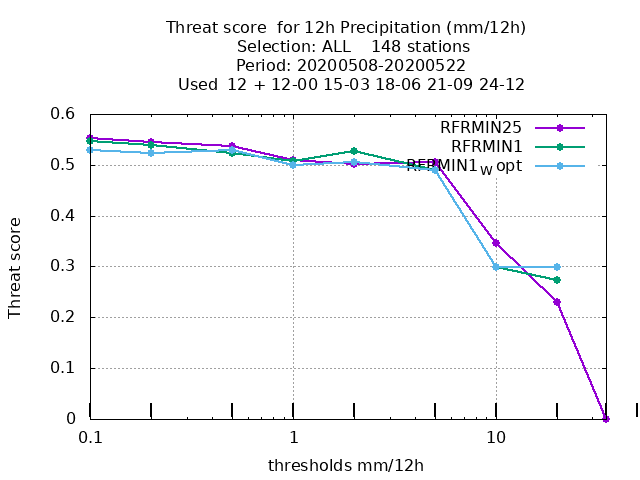 Threat score  for 12h Precipitation (mm/12h)
Selection: ALL    148 stations
Period: 20200508-20200522
Used  12 + 12-00 15-03 18-06 21-09 24-12
RFRMIN25
RFRMIN1
RFRMIN1W opt
Threat score
0.6
0.5
0.4
0.3
0.2
0.1
0
0.1 1 10
thresholds mm/12h